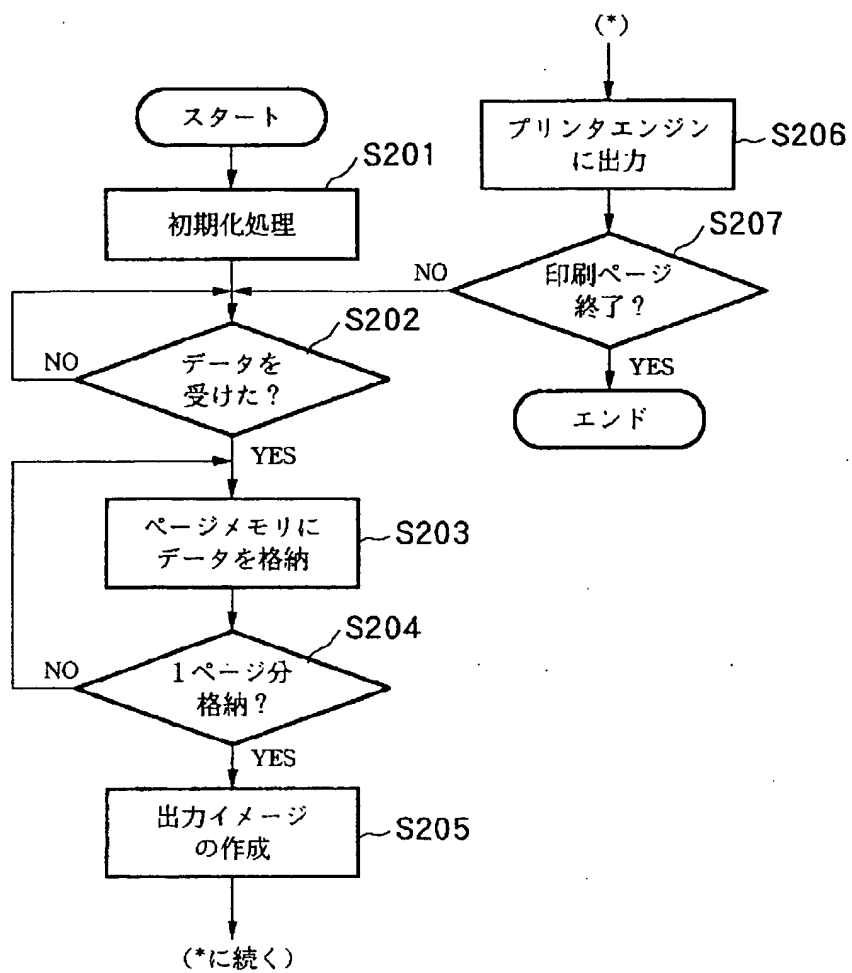 スタート
S201
初期化処理
S202
データを
受けた?
NO
YES
ページメモリに
データを格納
S203
S204
1ページ分
格納?
NO
YES
出力イメージ
の作成
S205
(*に続く)
(*)
プリンタエンジン
に出力
S206
S207
印刷ページ
終了?
NO
YES
エンド